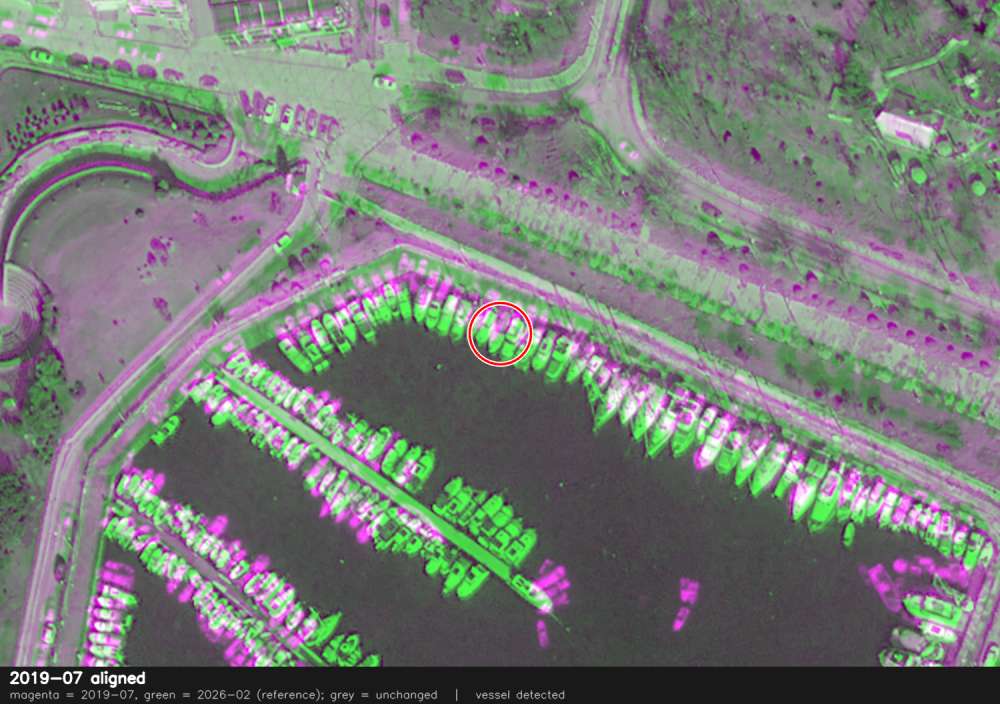 2019-07 aligned
magenta = 2019-07, green = 2026-02 (reference); grey = unchanged | vessel detected